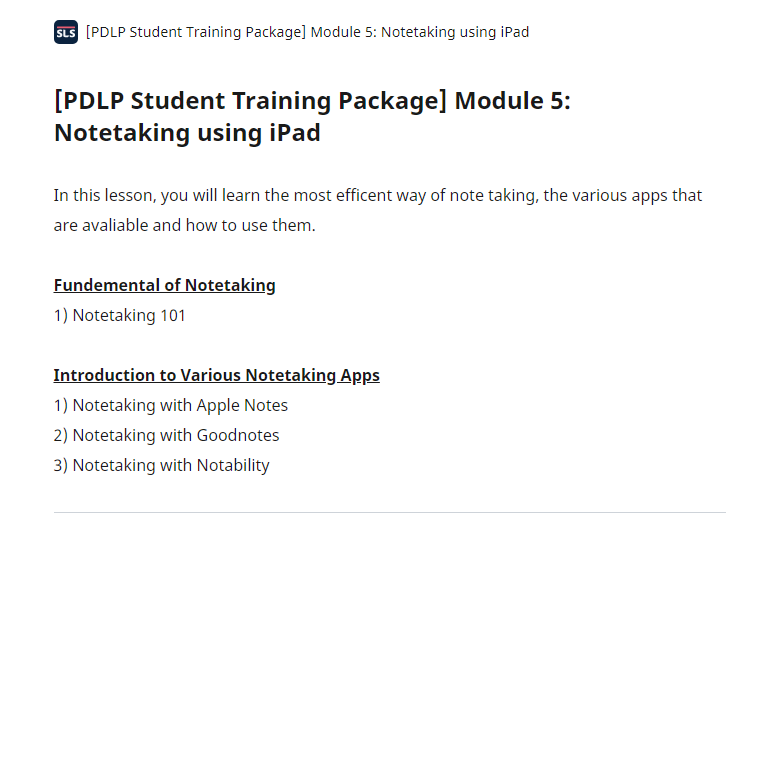 SLS [PDLP Student Training Package] Module 5: Notetaking using iPad
[PDLP Student Training Package] Module 5:
Notetaking using iPad
In this lesson, you will learn the most efficent way of note taking, the various apps that
are avaliable and how to use them.
Fundemental of Notetaking
1) Notetaking 101
Introduction to Various Notetaking Apps
1) Notetaking with Apple Notes
2) Notetaking with Goodnotes
3) Notetaking with Notability